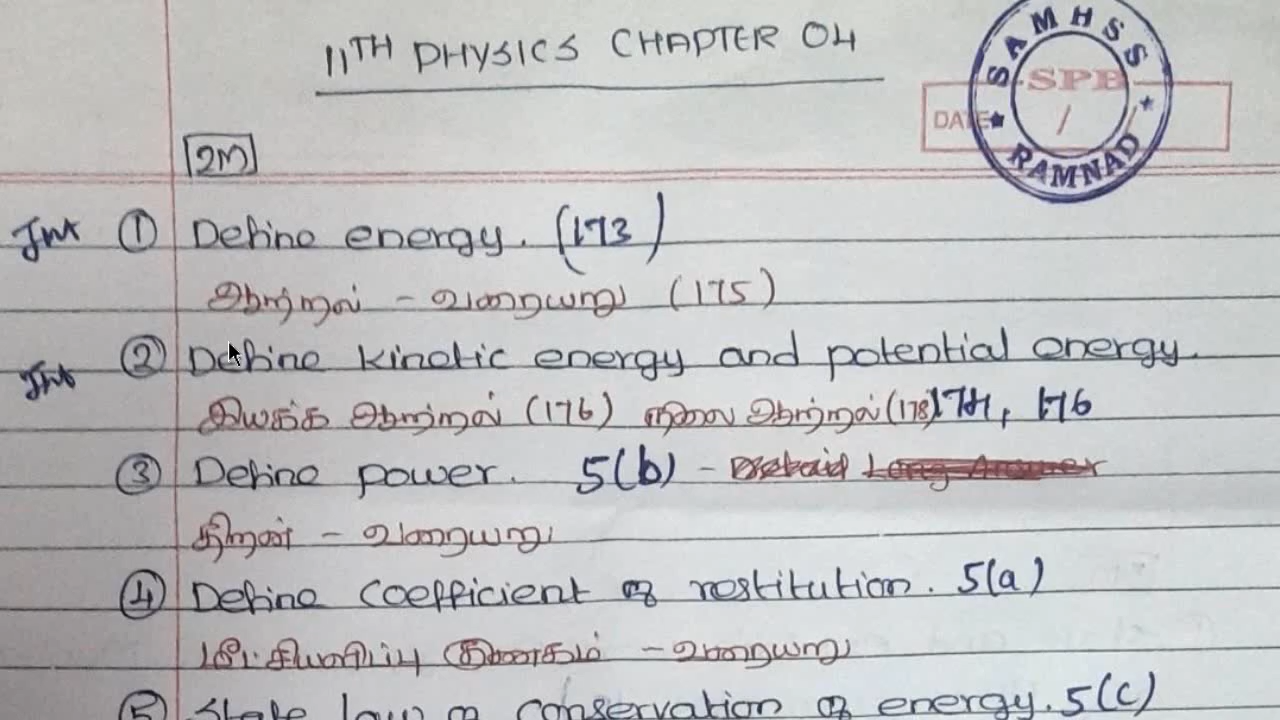 11TH PHYSICS CHAPTER 04
SAMHSS
SPB
DATE / /
RAMNAD
2M
Int ① Define energy. (173)
ஆற்றல் - வரையறு (175)
Int ② Define kinetic energy and potential energy.
இயக்க ஆற்றல் (176) நிலை ஆற்றல் (178) 174, 176
③ Define power. 5(b) -
திறன் - வரையறு
④ Define coefficient of restitution. 5(a)
மீட்சியளிப்பு குணகம் - வரையறு
⑤ State law of conservation of energy. 5(c)